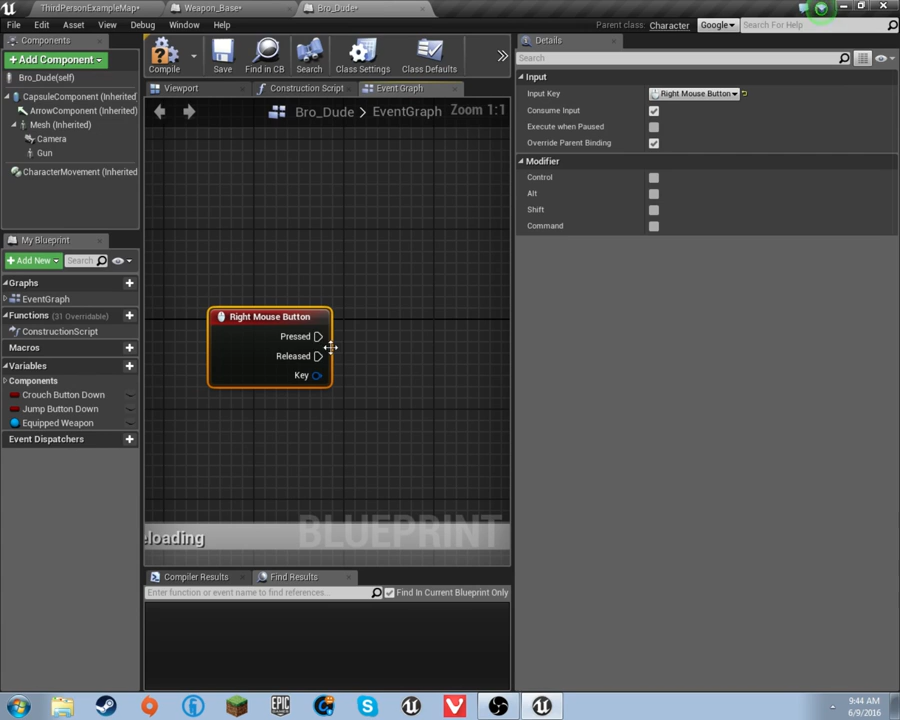 ThirdPersonExampleMap*
Weapon_Base*
Bro_Dude*
File Edit Asset View Debug Window Help
Parent class: Character Google Search For Help
Components
+ Add Component
Bro_Dude(self)
CapsuleComponent (Inherited)
ArrowComponent (Inherited)
Mesh (Inherited)
Camera
Gun
CharacterMovement (Inherited
My Blueprint
+ Add New
Search
Graphs
EventGraph
Functions (31 Overridable)
ConstructionScript
Macros
Variables
Components
Crouch Button Down
Jump Button Down
Equipped Weapon
Event Dispatchers
Compile
Save
Find in CB
Search
Class Settings
Class Defaults
Viewport
Construction Script
Event Graph
Bro_Dude > EventGraph
Zoom 1:1
Right Mouse Button
Pressed
Released
Key
eloading
BLUEPRINT
Compiler Results
Find Results
Enter function or event name to find references...
Find In Current Blueprint Only
Details
Search
Input
Input Key Right Mouse Button
Consume Input
Execute when Paused
Override Parent Binding
Modifier
Control
Alt
Shift
Command
EPIC GAMES
9:44 AM
6/9/2016